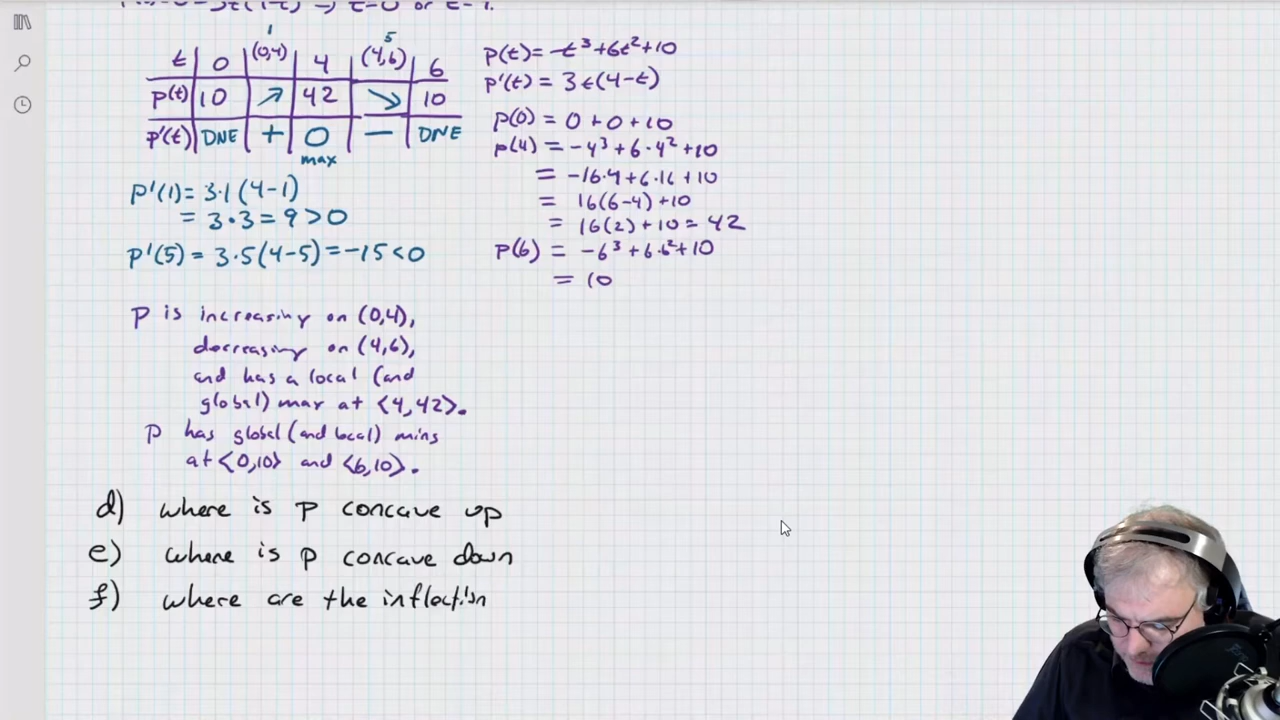 t | 0 | (0,4) | 4 | (4,6) | 6
1
5
p(t) | 10 | ↗ | 42 | ↘ | 10
p'(t) | DNE | + | 0 | − | DNE
max
p'(1) = 3·1(4-1)
= 3·3 = 9 > 0
p'(5) = 3·5(4-5) = -15 < 0
p(t) = -t³+6t²+10
p'(t) = 3t(4-t)
p(0) = 0+0+10
p(4) = -4³+6·4²+10
= -16·4+6·16+10
= 16(6-4)+10
= 16(2)+10 = 42
p(6) = -6³+6·6²+10
= 10
P is increasing on (0,4),
decreasing on (4,6),
and has a local (and
global) max at <4,42>.
P has global (and local) mins
at <0,10> and <6,10>.
d) where is p concave up
e) where is p concave down
f) where are the inflection